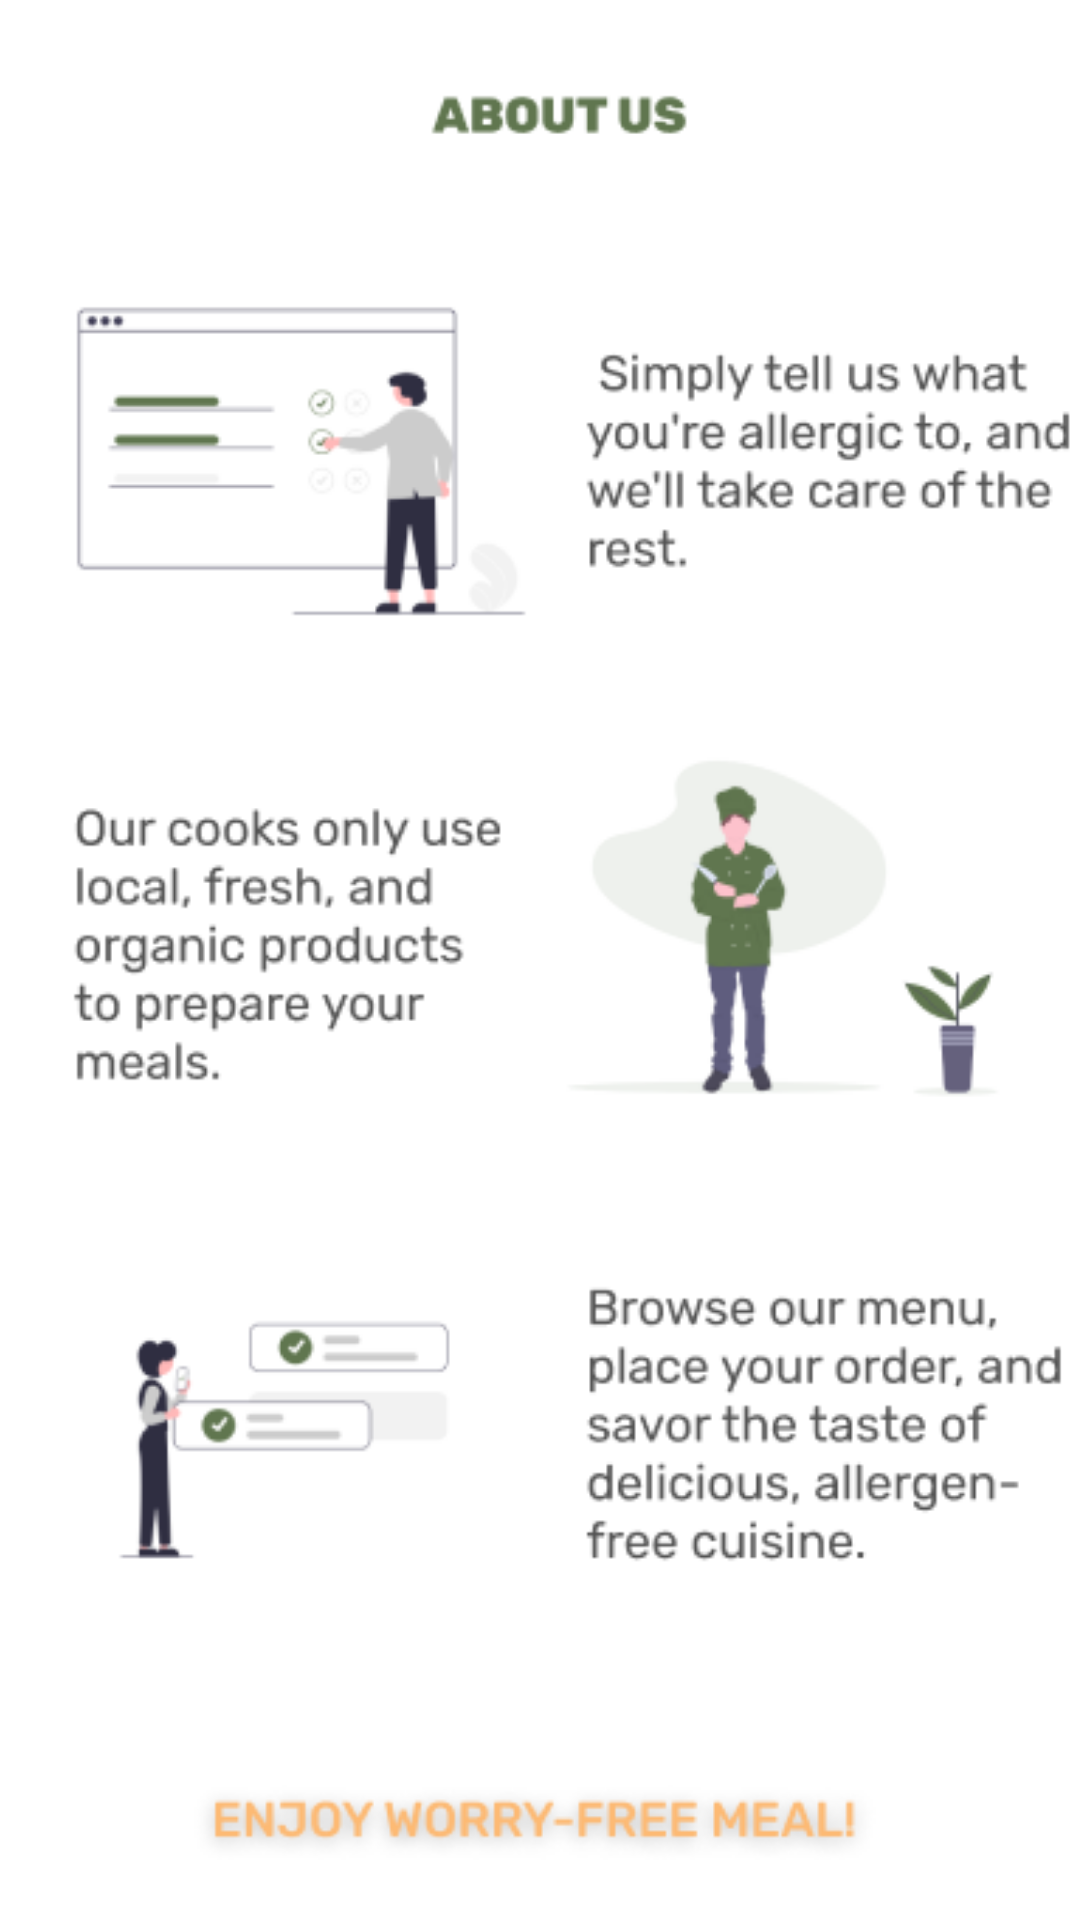 ABOUT US
Simply tell us what
you're allergic to, and
we'll take care of the
rest.
Our cooks only use
local, fresh, and
organic products
to prepare your
meals.
Browse our menu,
place your order, and
savor the taste of
delicious, allergen-
free cuisine.
ENJOY WORRY-FREE MEAL!